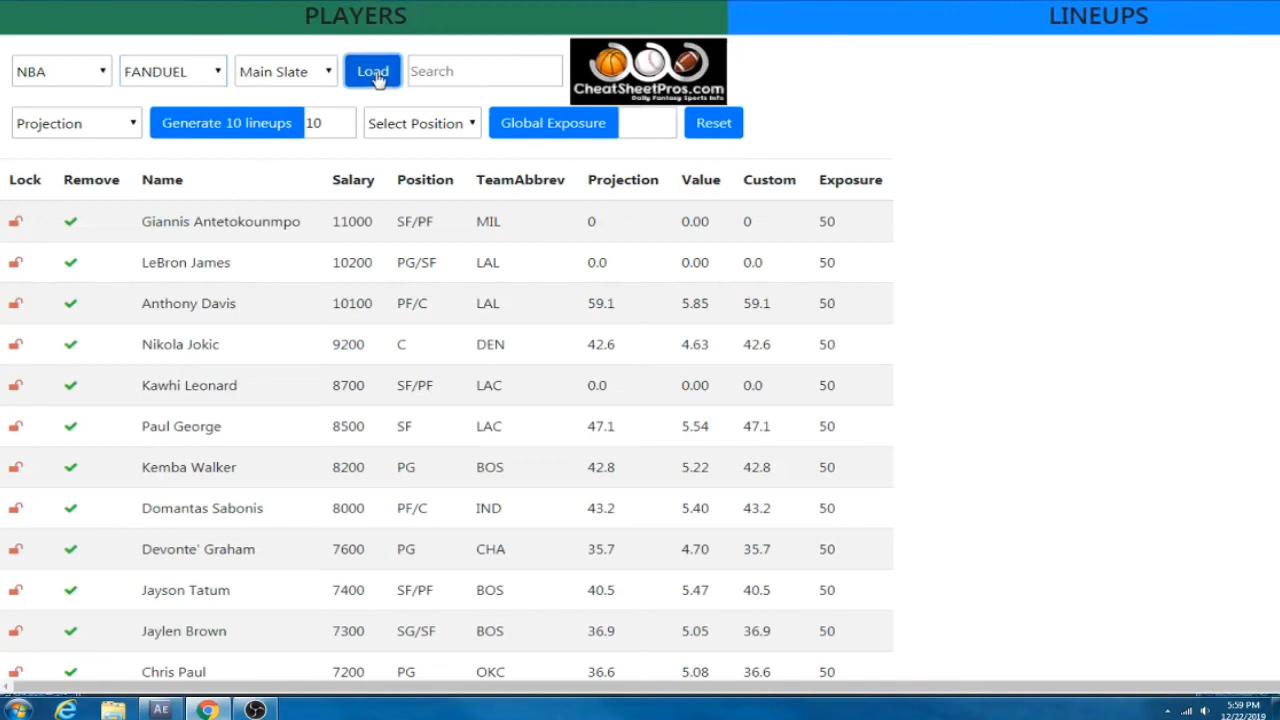 PLAYERS LINEUPS
NBA FANDUEL Main Slate Load Search
CheatSheetPros.com
Daily Fantasy Sports Info
Projection Generate 10 lineups 10 Select Position Global Exposure Reset
Lock Remove Name Salary Position TeamAbbrev Projection Value Custom Exposure
Giannis Antetokounmpo 11000 SF/PF MIL 0 0.00 0 50
LeBron James 10200 PG/SF LAL 0.0 0.00 0.0 50
Anthony Davis 10100 PF/C LAL 59.1 5.85 59.1 50
Nikola Jokic 9200 C DEN 42.6 4.63 42.6 50
Kawhi Leonard 8700 SF/PF LAC 0.0 0.00 0.0 50
Paul George 8500 SF LAC 47.1 5.54 47.1 50
Kemba Walker 8200 PG BOS 42.8 5.22 42.8 50
Domantas Sabonis 8000 PF/C IND 43.2 5.40 43.2 50
Devonte' Graham 7600 PG CHA 35.7 4.70 35.7 50
Jayson Tatum 7400 SF/PF BOS 40.5 5.47 40.5 50
Jaylen Brown 7300 SG/SF BOS 36.9 5.05 36.9 50
Chris Paul 7200 PG OKC 36.6 5.08 36.6 50
Ae 5:59 PM
12/22/2019